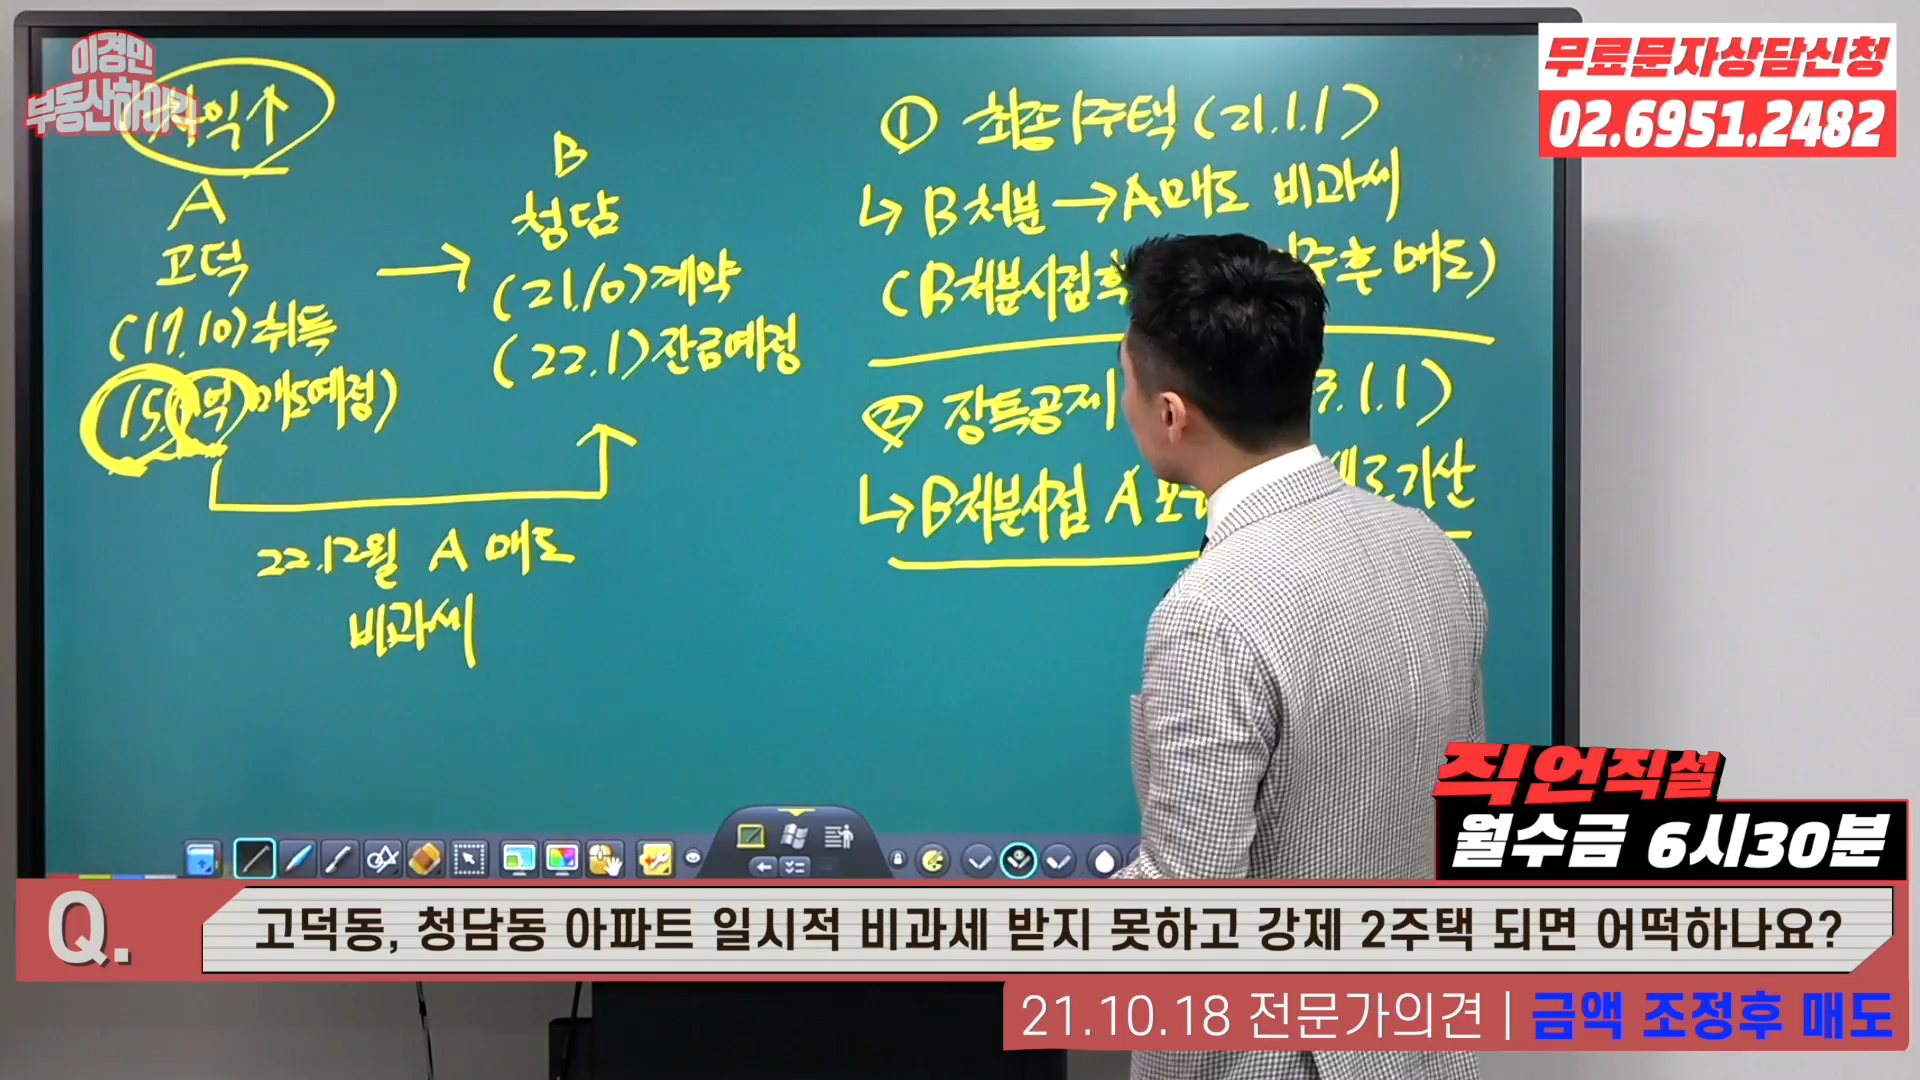 이경민
부동산하이킥
차익↑
A
고덕
(17.10)취득
(15.억 매도예정)
→
B
청담
(21.10)계약
(22.1)잔금예정
22.12월 A 매도
비과세
① 최종1주택(21.1.1)
↳ B처분→A매도 비과세
(B처분시점후 주후 매도)
② 장특공제 3.1.1)
↳B처분시점 A 새로기산
무료문자상담신청
02.6951.2482
직언직설
월수금 6시30분
Q. 고덕동, 청담동 아파트 일시적 비과세 받지 못하고 강제 2주택 되면 어떡하나요?
21.10.18 전문가의견 | 금액 조정후 매도